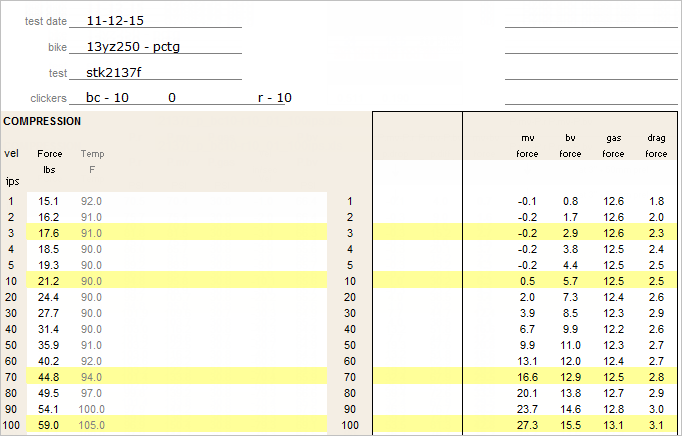 test date 11-12-15
bike 13yz250 - pctg
test stk2137f
clickers bc - 10 0 r - 10
COMPRESSION
mv bv gas drag
vel Force Temp force force force force
lbs F
ips
1 15.1 92.0 1 -0.1 0.8 12.6 1.8
2 16.2 91.0 2 -0.2 1.7 12.6 2.0
3 17.6 91.0 3 -0.2 2.9 12.6 2.3
4 18.5 90.0 4 -0.2 3.8 12.5 2.4
5 19.3 90.0 5 -0.2 4.4 12.5 2.5
10 21.2 90.0 10 0.5 5.7 12.5 2.5
20 24.4 90.0 20 2.0 7.3 12.4 2.6
30 27.7 90.0 30 3.9 8.5 12.3 2.9
40 31.4 90.0 40 6.7 9.9 12.2 2.6
50 35.9 91.0 50 9.9 11.0 12.3 2.7
60 40.2 92.0 60 13.1 12.0 12.4 2.7
70 44.8 94.0 70 16.6 12.9 12.5 2.8
80 49.5 97.0 80 20.1 13.8 12.7 2.9
90 54.1 100.0 90 23.7 14.6 12.8 3.0
100 59.0 105.0 100 27.3 15.5 13.1 3.1